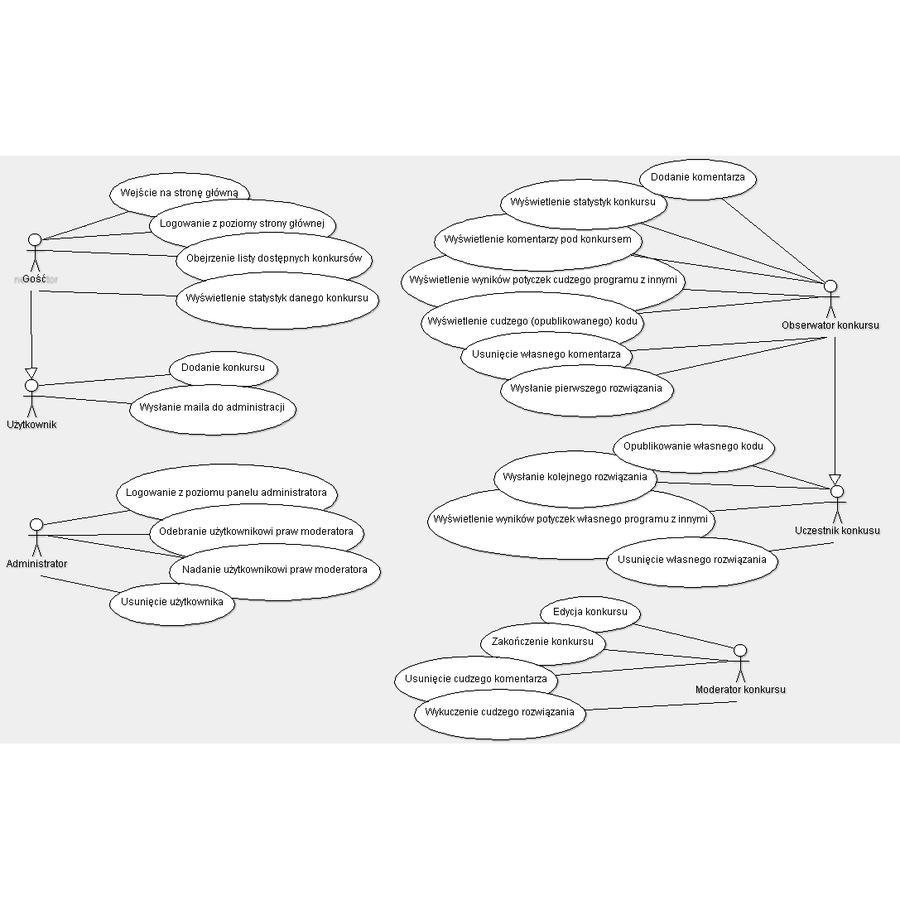 Wejście na stronę główną
Logowanie z poziomy strony głównej
Obejrzenie listy dostępnych konkursów
Wyświetlenie statystyk danego konkursu
Gość
Dodanie konkursu
Wysłanie maila do administracji
Użytkownik
Logowanie z poziomu panelu administratora
Odebranie użytkownikowi praw moderatora
Nadanie użytkownikowi praw moderatora
Usunięcie użytkownika
Administrator
Dodanie komentarza
Wyświetlenie statystyk konkursu
Wyświetlenie komentarzy pod konkursem
Wyświetlenie wyników potyczek cudzego programu z innymi
Wyświetlenie cudzego (opublikowanego) kodu
Usunięcie własnego komentarza
Wysłanie pierwszego rozwiązania
Obserwator konkursu
Opublikowanie własnego kodu
Wysłanie kolejnego rozwiązania
Wyświetlenie wyników potyczek własnego programu z innymi
Usunięcie własnego rozwiązania
Uczestnik konkusu
Edycja konkursu
Zakończenie konkursu
Usunięcie cudzego komentarza
Wykuczenie cudzego rozwiązania
Moderator konkursu